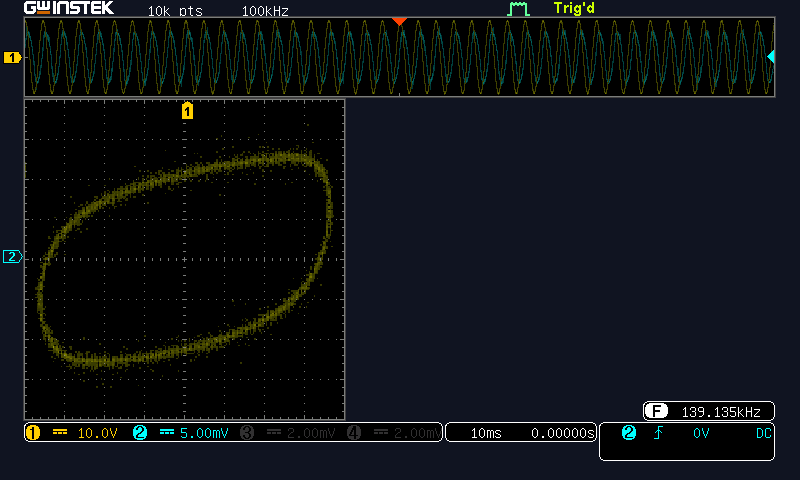 GWINSTEK 10k pts 100kHz Trig'd
1
1
2
F 139.135kHz
1 10.0V 2 5.00mV 3 2.00mV 4 2.00mV 10ms 0.00000s 2 0V DC